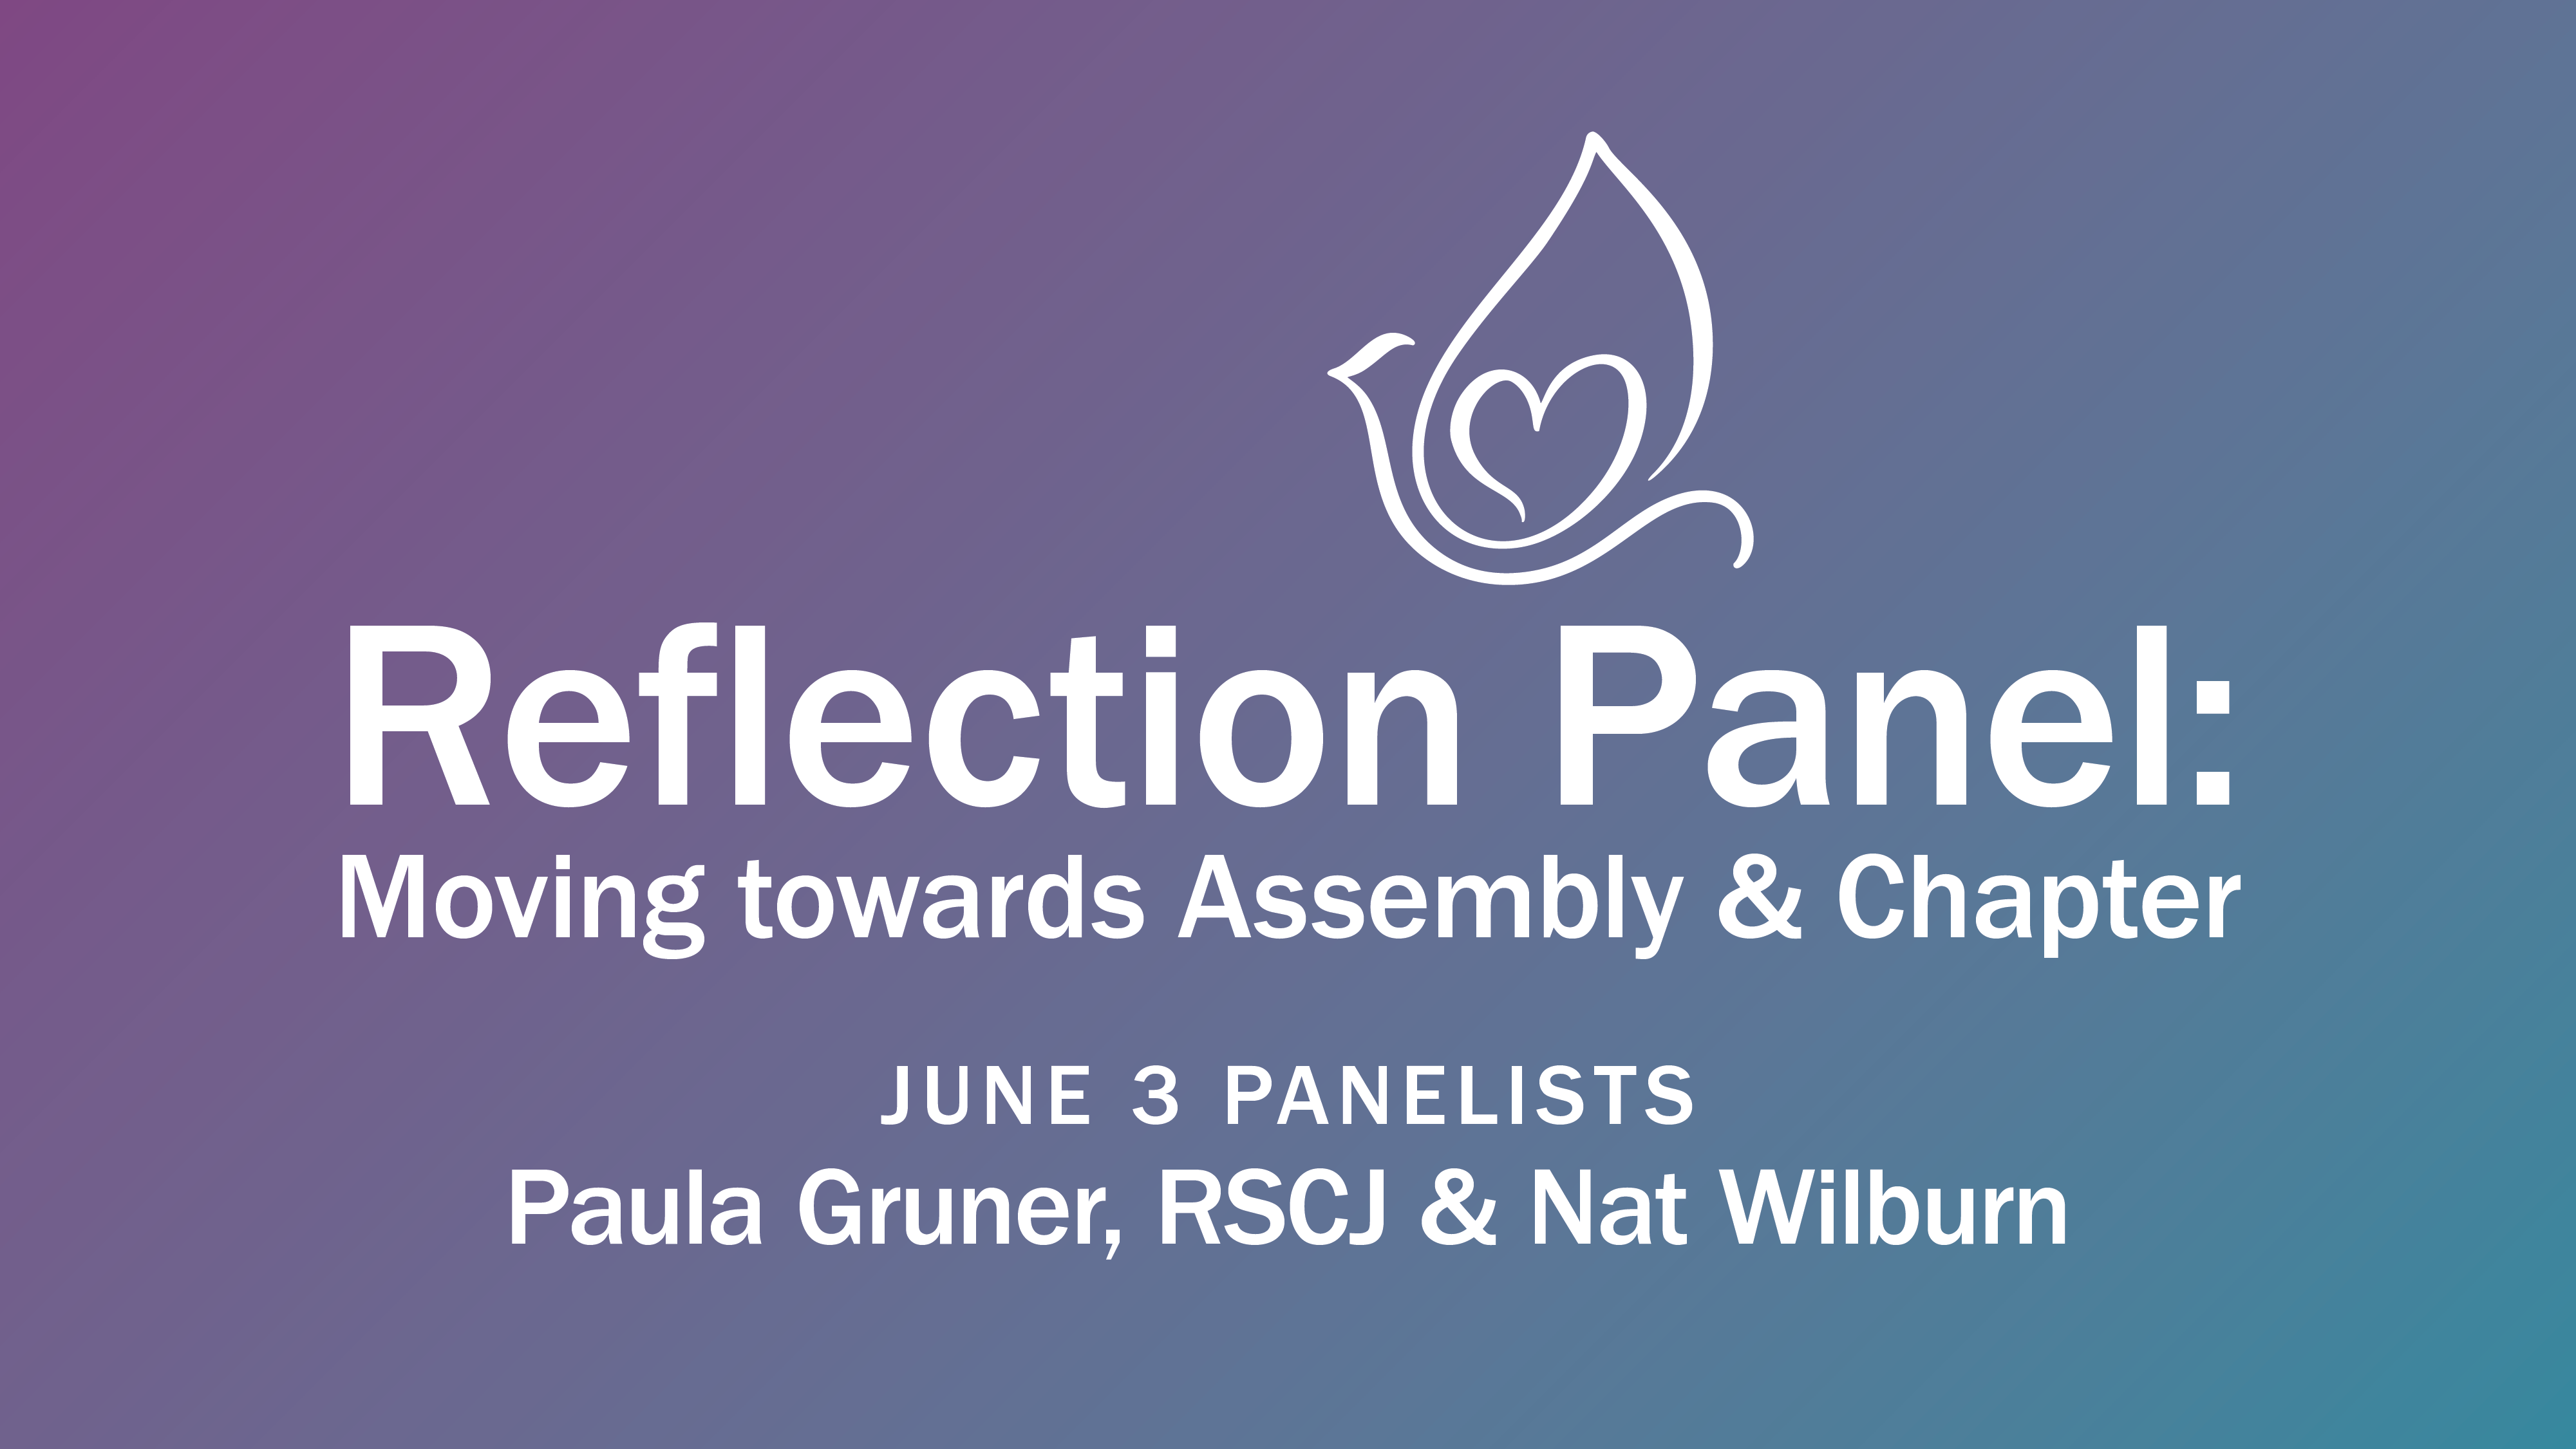 Reflection Panel:
Moving towards Assembly & Chapter
JUNE 3 PANELISTS
Paula Gruner, RSCJ & Nat Wilburn